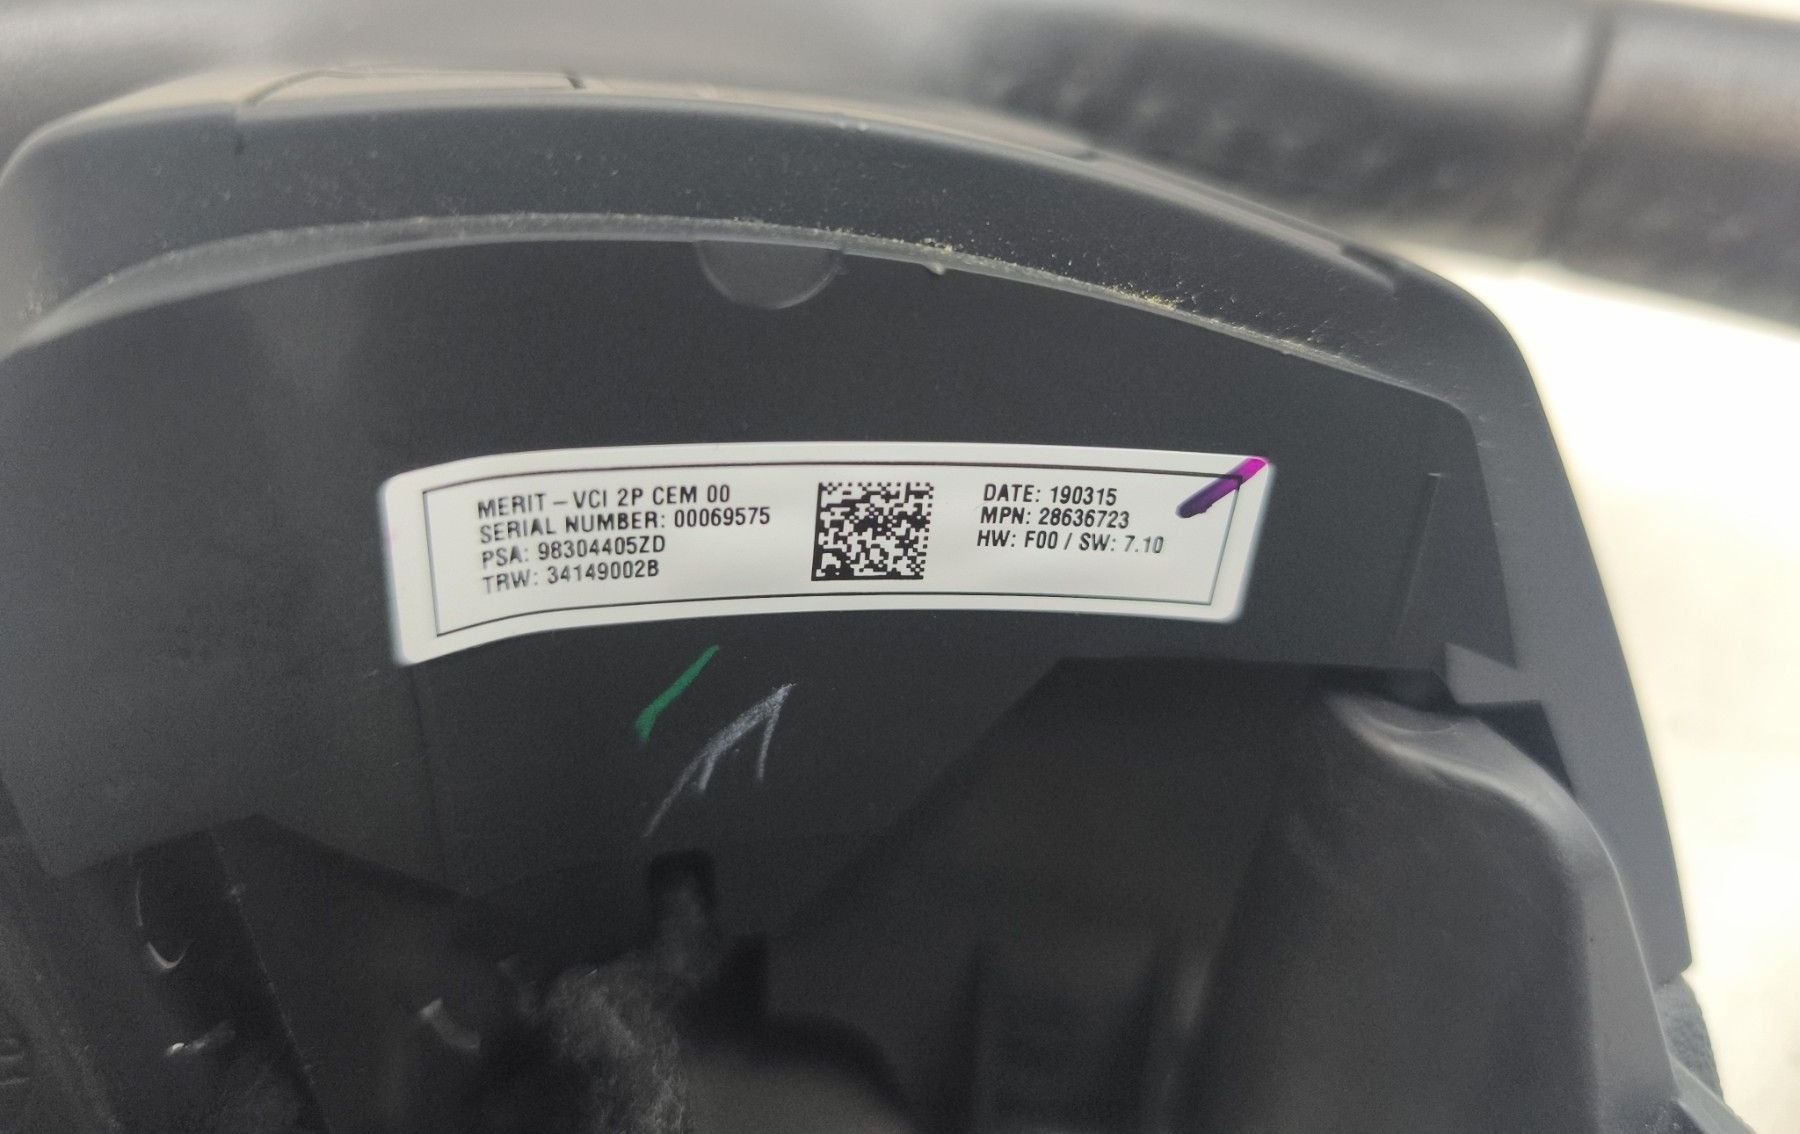 MERIT – VCI 2P CEM 00
SERIAL NUMBER: 00069575
PSA: 98304405ZD
TRW: 34149002B
DATE: 190315
MPN: 28636723
HW: F00 / SW: 7.10